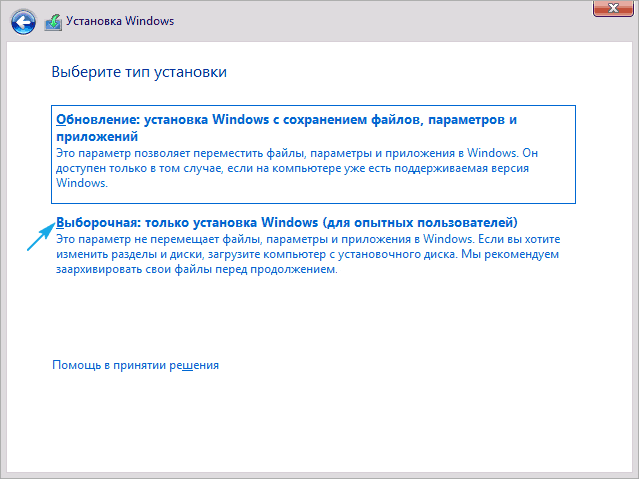 Установка Windows
Выберите тип установки
Обновление: установка Windows с сохранением файлов, параметров и
приложений
Это параметр позволяет переместить файлы, параметры и приложения в Windows. Он
доступен только в том случае, если на компьютере уже есть поддерживаемая версия
Windows.
Выборочная: только установка Windows (для опытных пользователей)
Это параметр не перемещает файлы, параметры и приложения в Windows. Если вы хотите
изменить разделы и диски, загрузите компьютер с установочного диска. Мы рекомендуем
заархивировать свои файлы перед продолжением.
Помощь в принятии решения